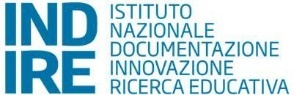 INDIRE
ISTITUTO
NAZIONALE
DOCUMENTAZIONE
INNOVAZIONE
RICERCA EDUCATIVA